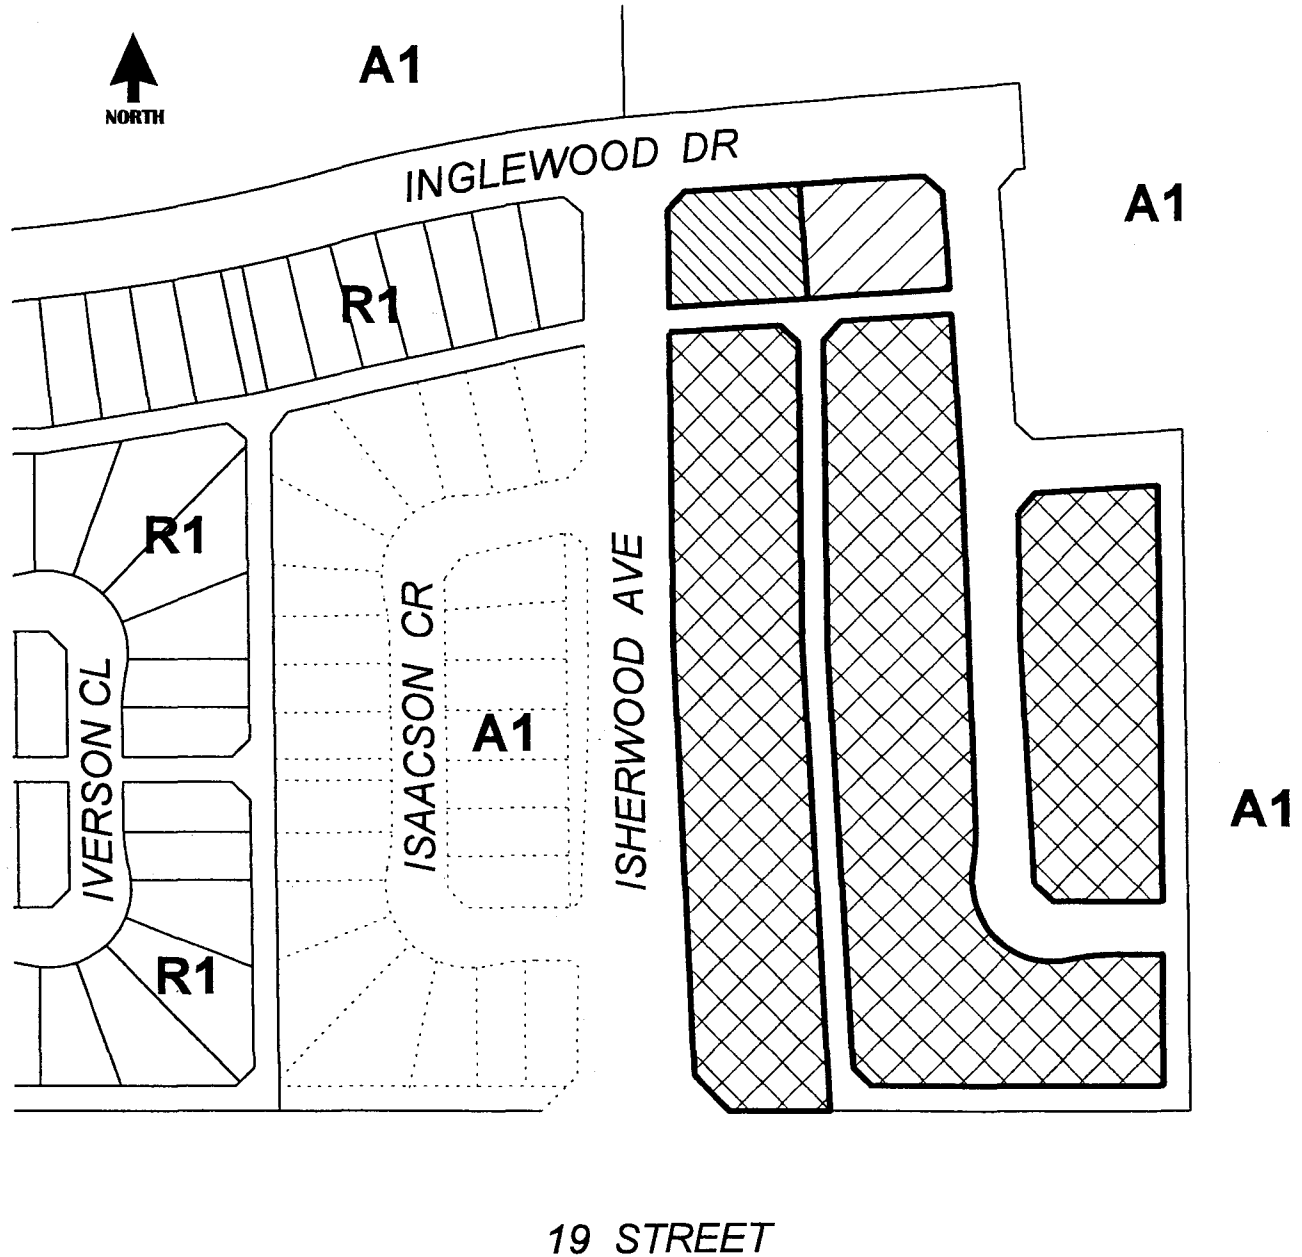 A1
NORTH
INGLEWOOD DR
A1
R1
R1
ISHERWOOD AVE
ISAACSON CR
IVERSON CL
A1
A1
R1
19 STREET